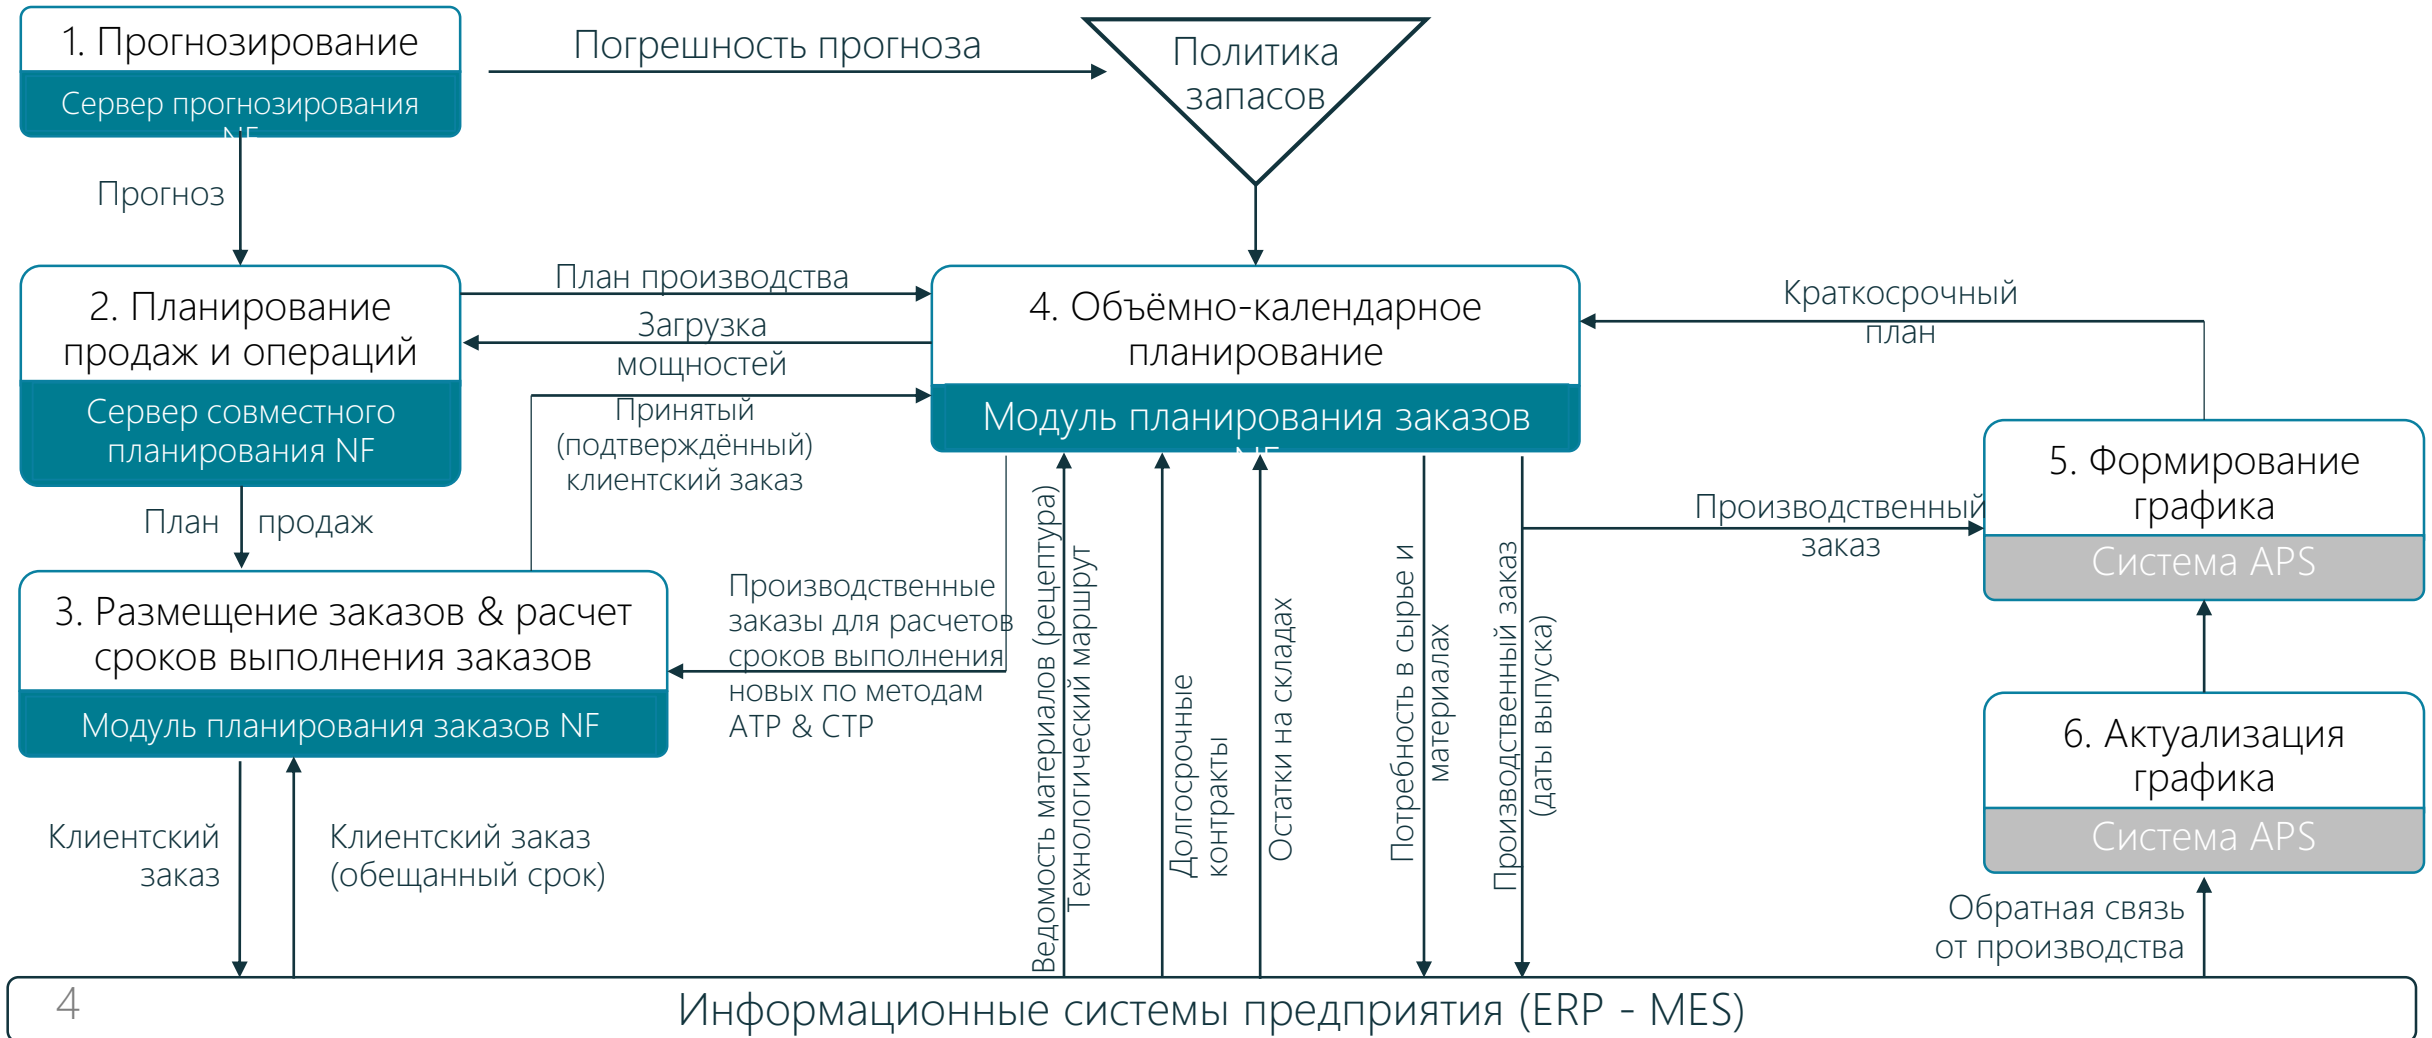 1. Прогнозирование
Сервер прогнозирования
NF
Погрешность прогноза
Политика
запасов
Прогноз
2. Планирование
продаж и операций
Сервер совместного
планирования NF
План производства
Загрузка
мощностей
Принятый
(подтверждённый)
клиентский заказ
4. Объёмно-календарное
планирование
Модуль планирования заказов
NF
Краткосрочный
план
5. Формирование
графика
Система APS
Производственный
заказ
План продаж
3. Размещение заказов & расчет
сроков выполнения заказов
Модуль планирования заказов NF
Производственные
заказы для расчетов
сроков выполнения
новых по методам
ATP & CTP
Ведомость материалов (рецептура)
Технологический маршрут
Долгосрочные
контракты
Остатки на складах
Потребность в сырье и
материалах
Производственный заказ
(даты выпуска)
6. Актуализация
графика
Система APS
Клиентский
заказ
Клиентский заказ
(обещанный срок)
Обратная связь
от производства
4
Информационные системы предприятия (ERP - MES)